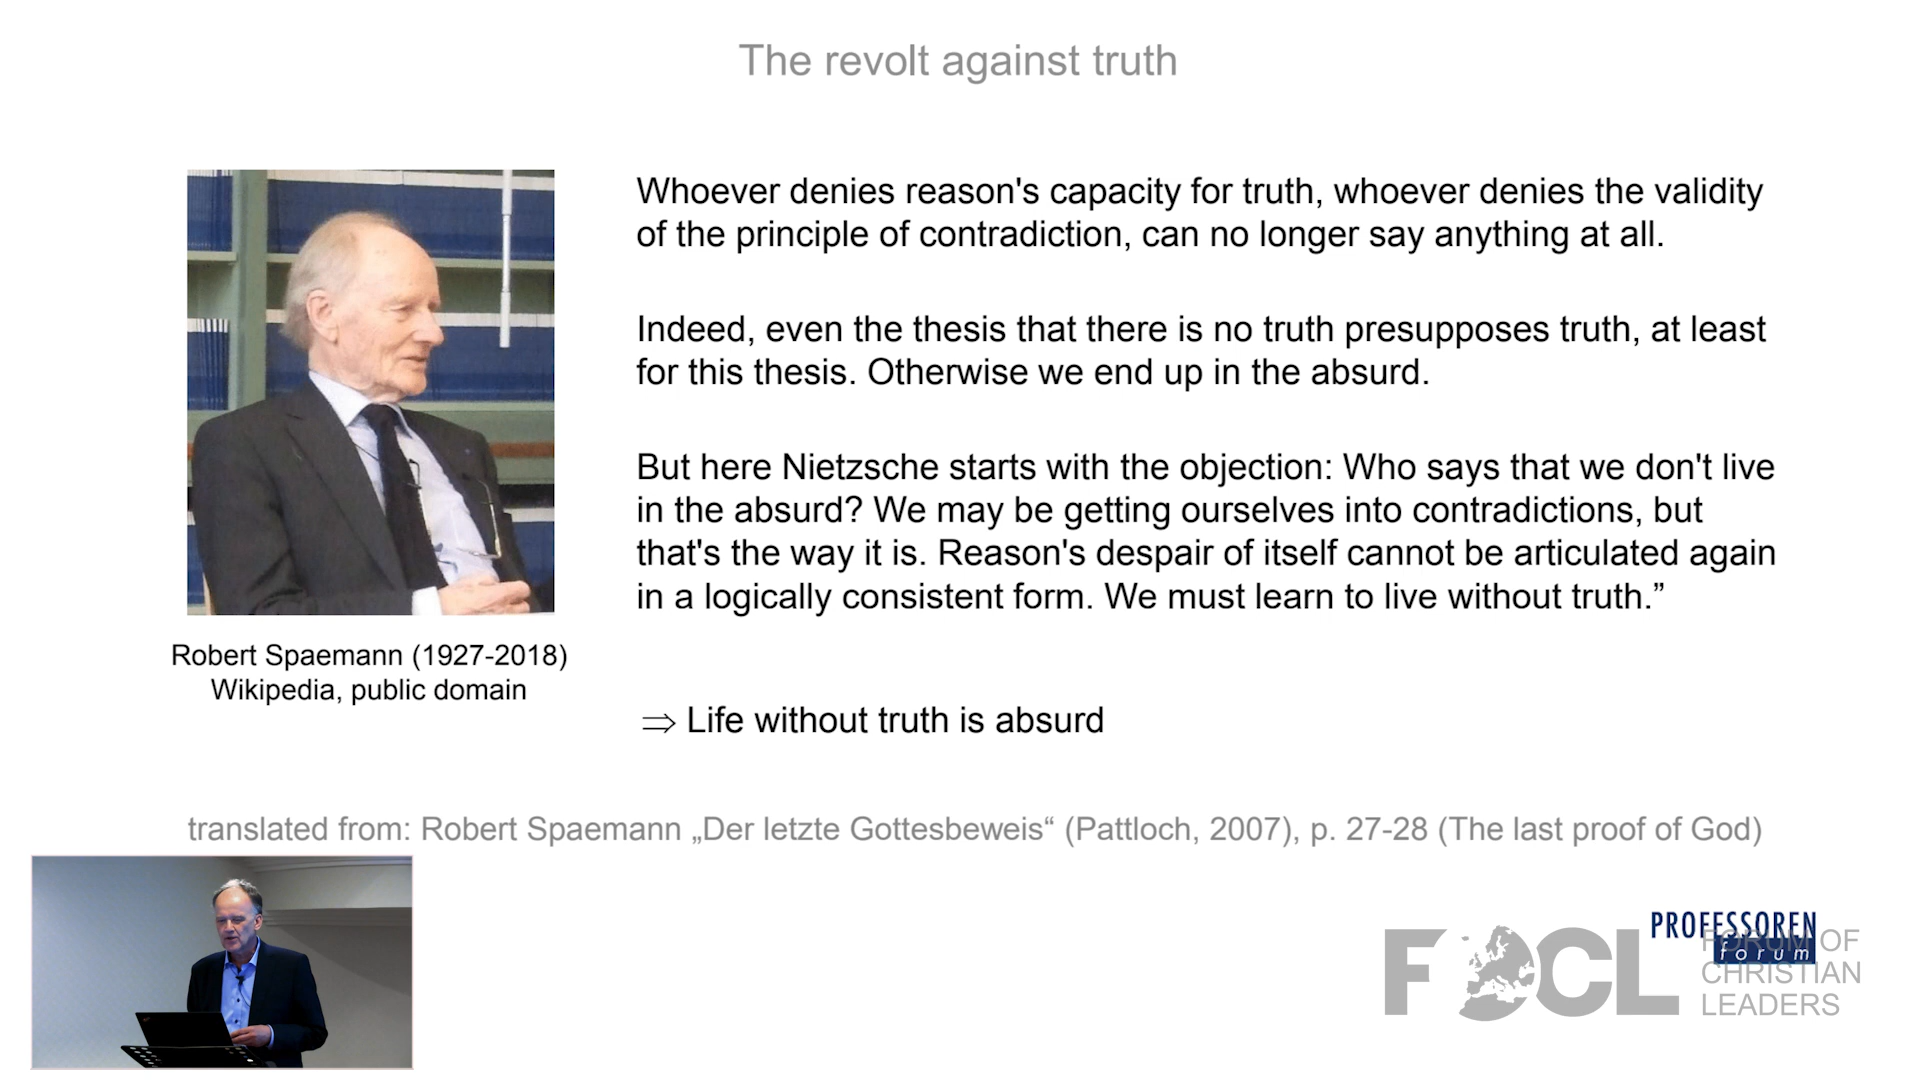 The revolt against truth
Whoever denies reason's capacity for truth, whoever denies the validity
of the principle of contradiction, can no longer say anything at all.
Indeed, even the thesis that there is no truth presupposes truth, at least
for this thesis. Otherwise we end up in the absurd.
But here Nietzsche starts with the objection: Who says that we don't live
in the absurd? We may be getting ourselves into contradictions, but
that's the way it is. Reason's despair of itself cannot be articulated again
in a logically consistent form. We must learn to live without truth.”
Robert Spaemann (1927-2018)
Wikipedia, public domain
⇒ Life without truth is absurd
translated from: Robert Spaemann „Der letzte Gottesbeweis“ (Pattloch, 2007), p. 27-28 (The last proof of God)
PROFESSOREN
forum
FOCL
FORUM OF
CHRISTIAN
LEADERS